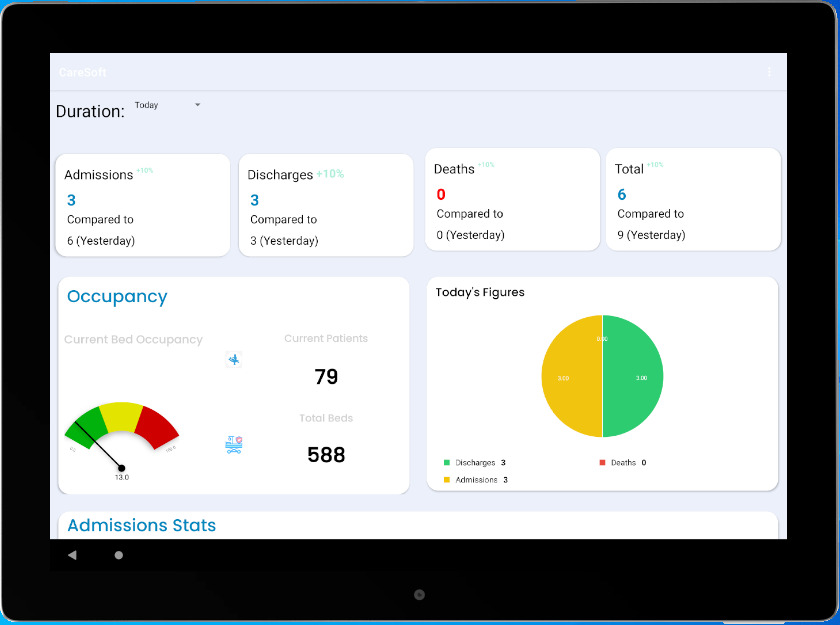 CareSoft
Duration: Today
Admissions +10%
3
Compared to
6 (Yesterday)
Discharges +10%
3
Compared to
3 (Yesterday)
Deaths +10%
0
Compared to
0 (Yesterday)
Total +10%
6
Compared to
9 (Yesterday)
Occupancy
Current Bed Occupancy
13.0
Current Patients
79
Total Beds
588
Today's Figures
0.00
3.00
3.00
Discharges 3
Deaths 0
Admissions 3
Admissions Stats